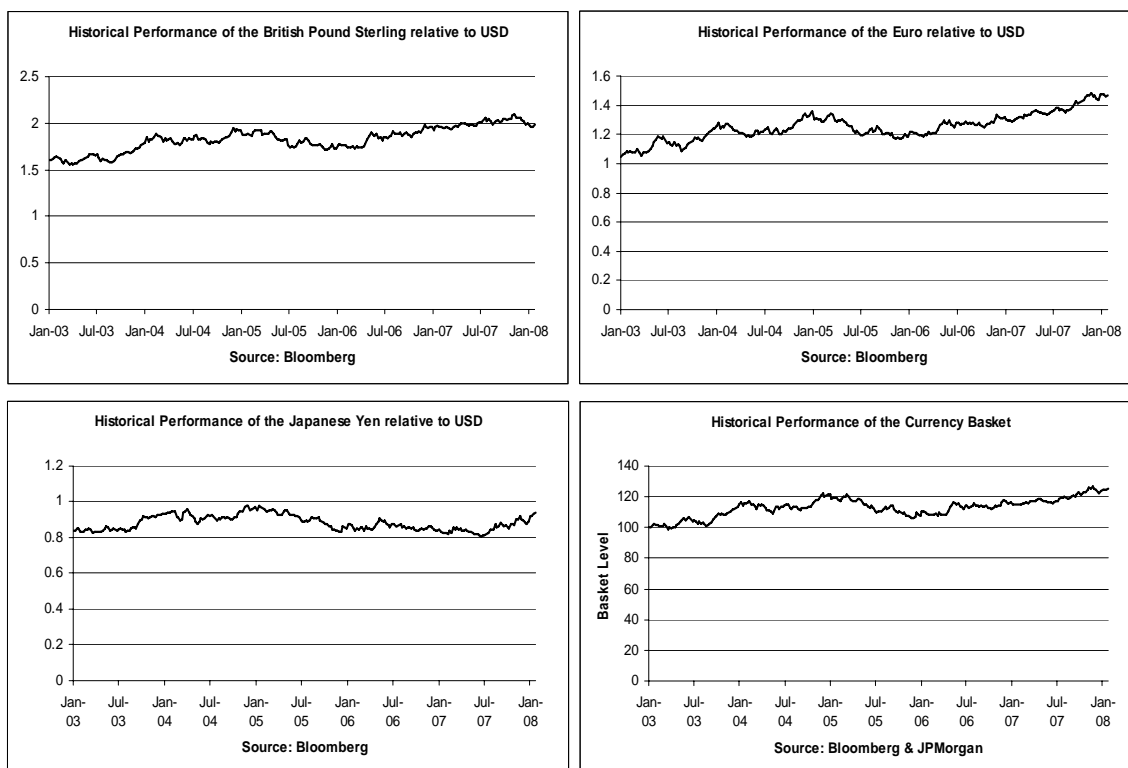 Historical Performance of the British Pound Sterling relative to USD
2.5
2
1.5
1
0.5
0
Jan-03 Jul-03 Jan-04 Jul-04 Jan-05 Jul-05 Jan-06 Jul-06 Jan-07 Jul-07 Jan-08
Source: Bloomberg
Historical Performance of the Euro relative to USD
1.6
1.4
1.2
1
0.8
0.6
0.4
0.2
0
Jan-03 Jul-03 Jan-04 Jul-04 Jan-05 Jul-05 Jan-06 Jul-06 Jan-07 Jul-07 Jan-08
Source: Bloomberg
Historical Performance of the Japanese Yen relative to USD
1.2
1
0.8
0.6
0.4
0.2
0
Jan- Jul- Jan- Jul- Jan- Jul- Jan- Jul- Jan- Jul- Jan-
03 03 04 04 05 05 06 06 07 07 08
Source: Bloomberg
Historical Performance of the Currency Basket
Basket Level
140
120
100
80
60
40
20
0
Jan- Jul- Jan- Jul- Jan- Jul- Jan- Jul- Jan- Jul- Jan-
03 03 04 04 05 05 06 06 07 07 08
Source: Bloomberg & JPMorgan